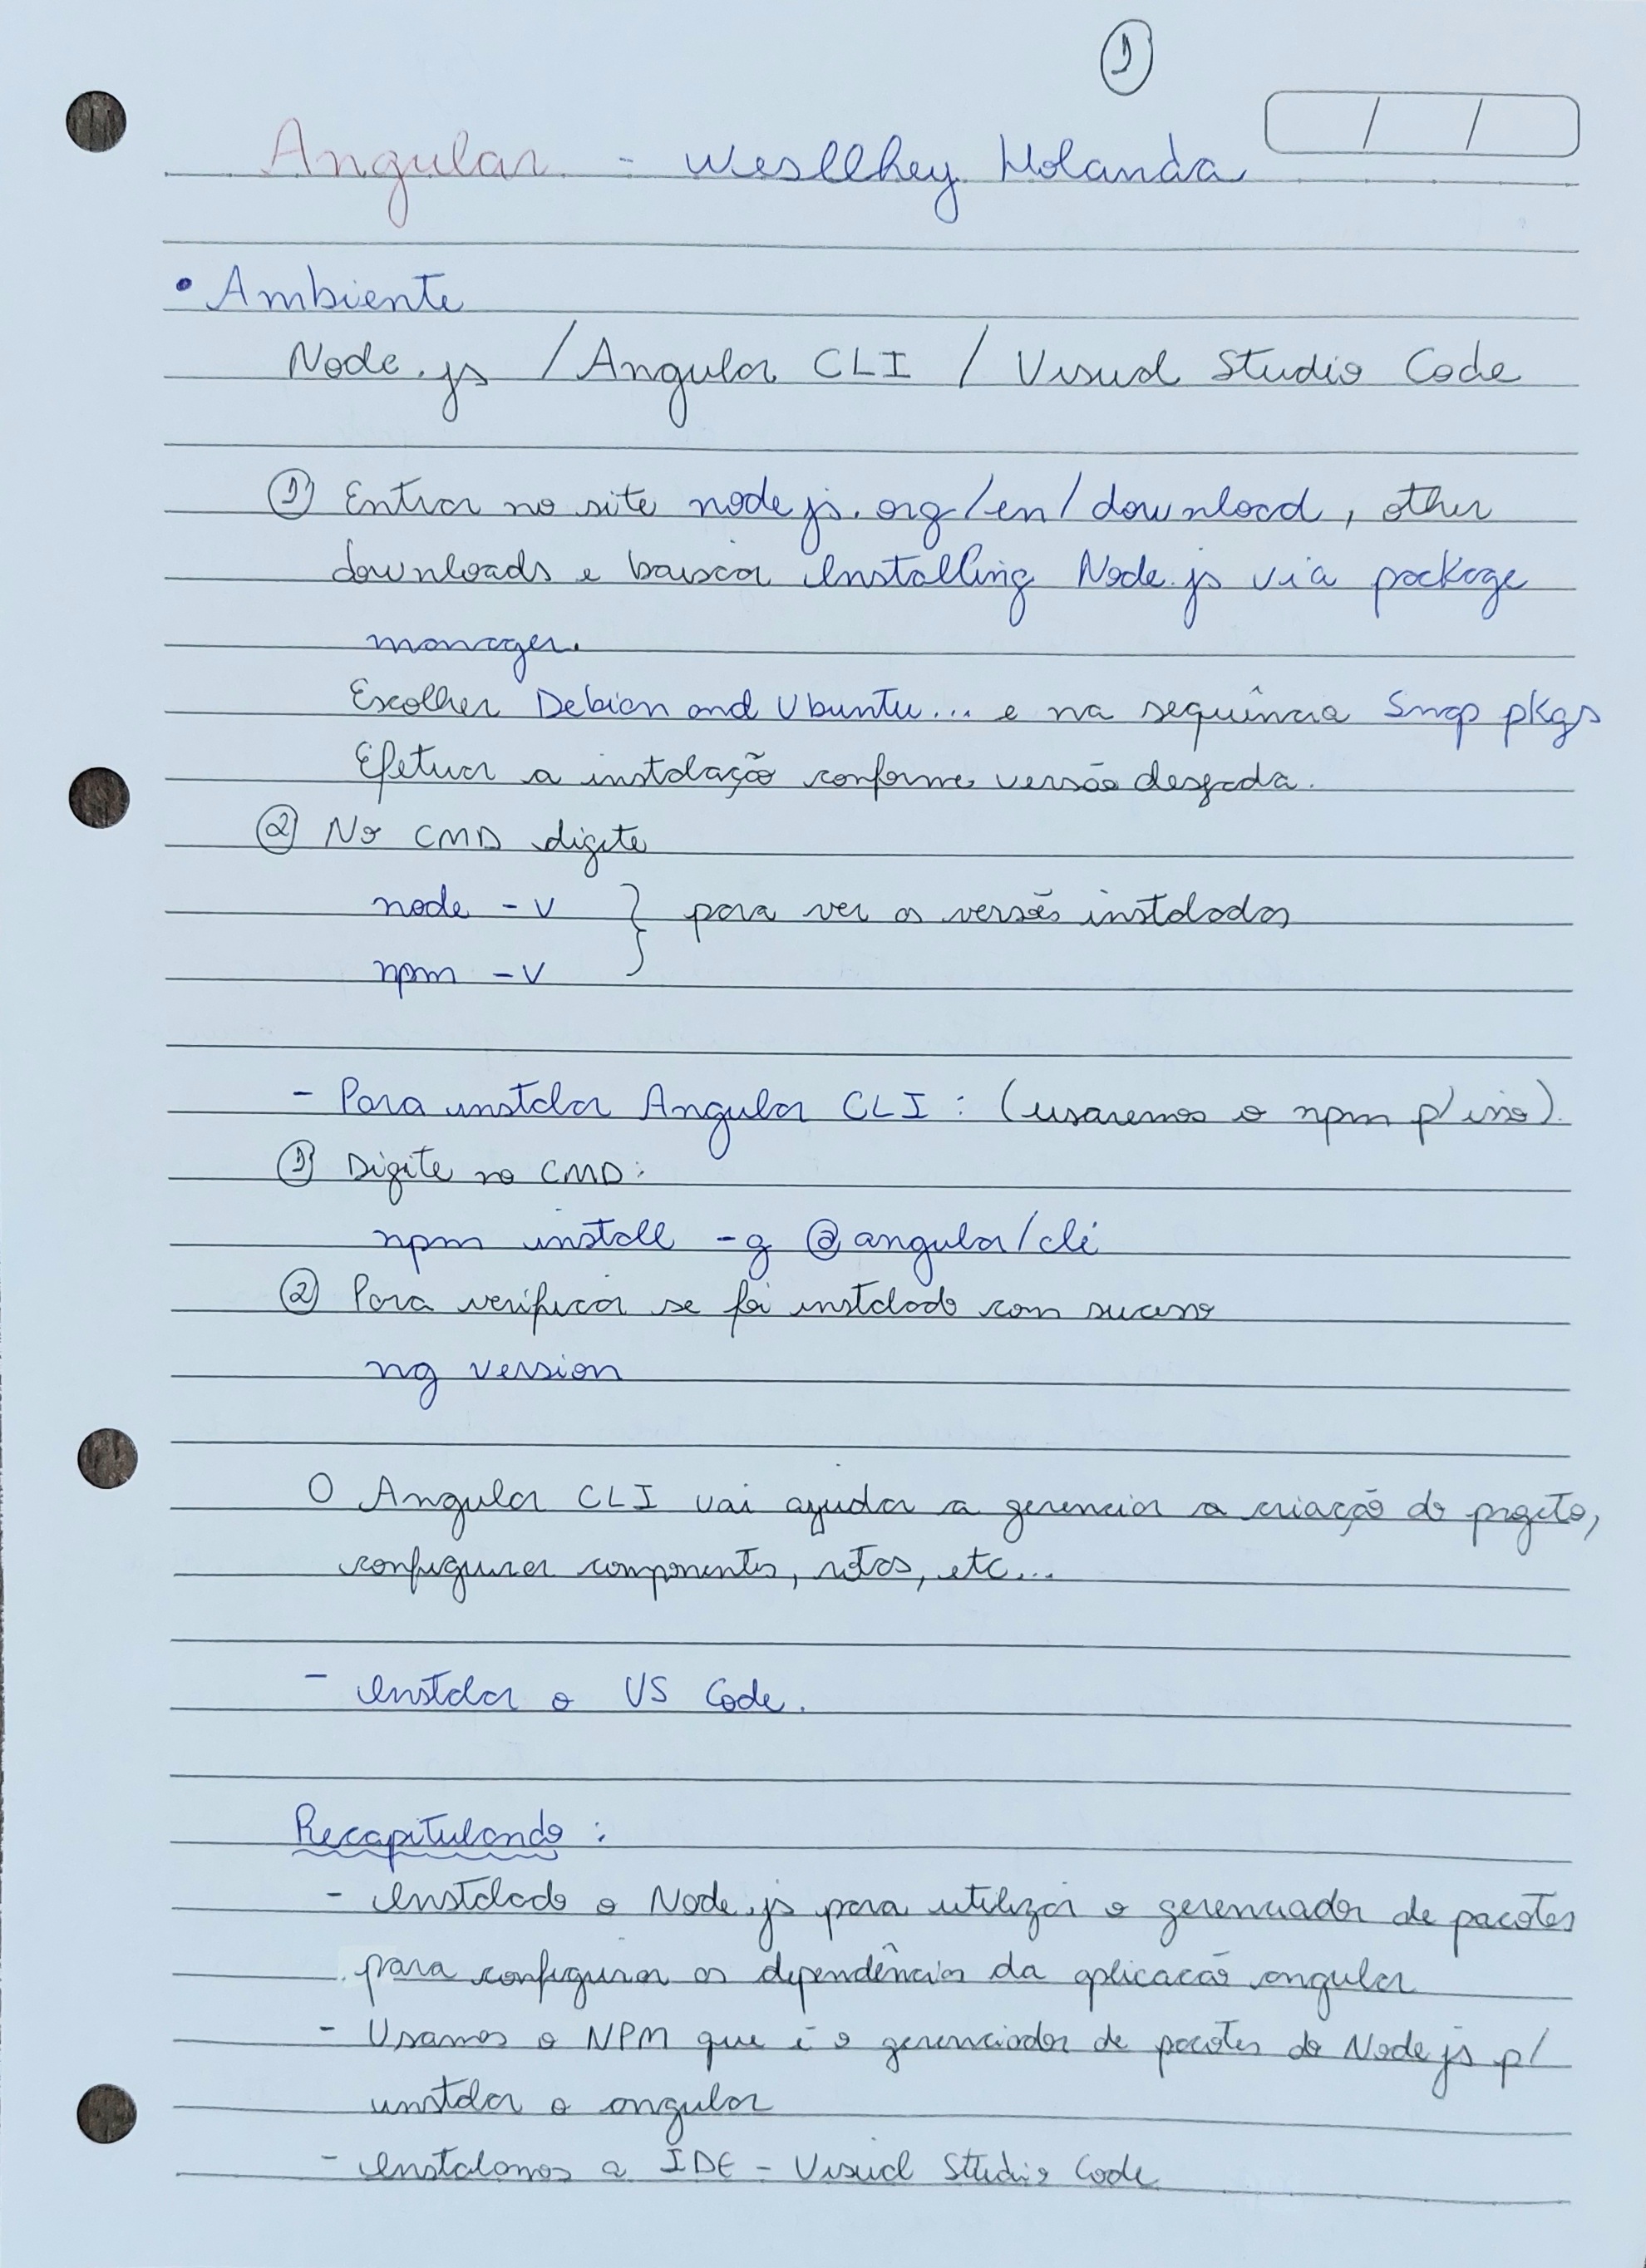 1
Angular - Wesllhey Holanda
• Ambiente
Node.js / Angular CLI / Visual Studio Code
① Entrar no site nodejs.org/en/download, other
downloads e buscar Installing Node.js via package
manager.
Escolher Debian and Ubuntu... e na sequência Snap pkgs
Efetuar a instalação conforme versão desejada.
② No CMD digite
node -v } para ver as versões instaladas
npm -v
- Para instalar Angular CLI: (usaremos o npm p/ isso).
① Digite no CMD:
npm install -g @angular/cli
② Para verificar se foi instalado com sucesso
ng version
O Angular CLI vai ajudar a gerenciar a criação do projeto,
configurar componentes, rotas, etc...
- Instalar o VS Code.
Recapitulando:
- Instalado o Node.js para utilizar o gerenciador de pacotes
para configurar as dependências da aplicacão angular
- Usamos o NPM que é o gerenciador de pacotes do Node js p/
instalar o angular
- Instalamos a IDE - Visual Studio Code